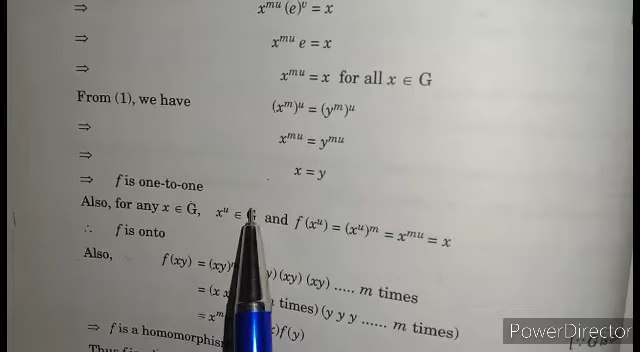 ⇒ x^{mu} (e)^v = x
⇒ x^{mu} e = x
⇒ x^{mu} = x for all x ∈ G
From (1), we have (x^m)^u = (y^m)^u
⇒ x^{mu} = y^{mu}
⇒ x = y
⇒ f is one-to-one
Also, for any x ∈ G, x^u ∈ G and f(x^u) = (x^u)^m = x^{mu} = x
∴ f is onto
Also, f(xy) = (xy) y) (xy) (xy) ..... m times
= (x x times) (y y y ...... m times)
= x^m
⇒ f is a )f(y)
PowerDirector